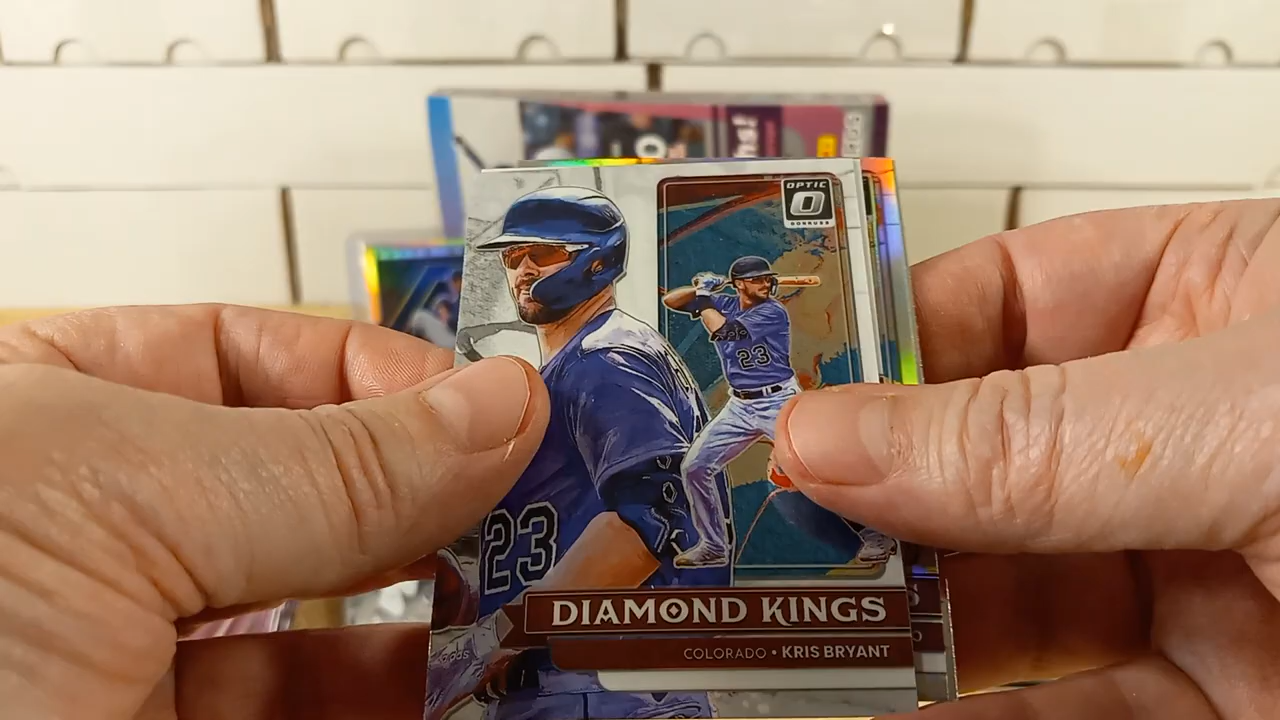 OPTIC
DONRUSS
23
23
DIAMOND KINGS
COLORADO • KRIS BRYANT